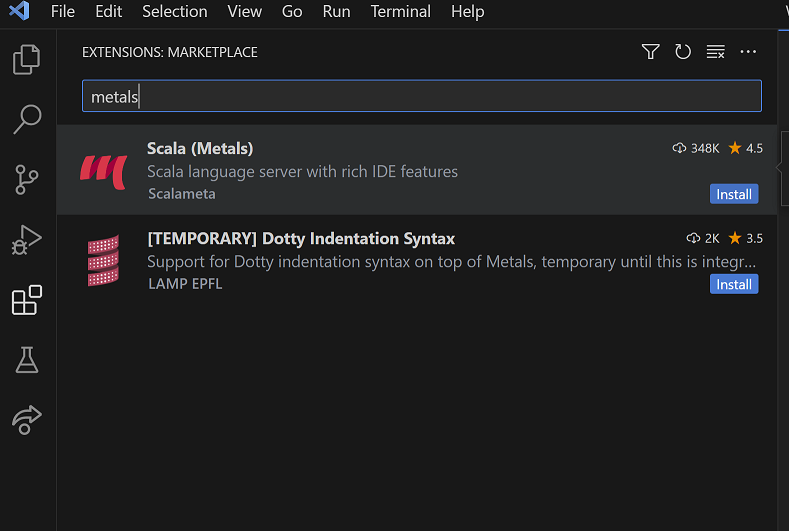 File Edit Selection View Go Run Terminal Help
EXTENSIONS: MARKETPLACE
metals
Scala (Metals) 348K 4.5
Scala language server with rich IDE features
Scalameta Install
[TEMPORARY] Dotty Indentation Syntax 2K 3.5
Support for Dotty indentation syntax on top of Metals, temporary until this is integr...
LAMP EPFL Install